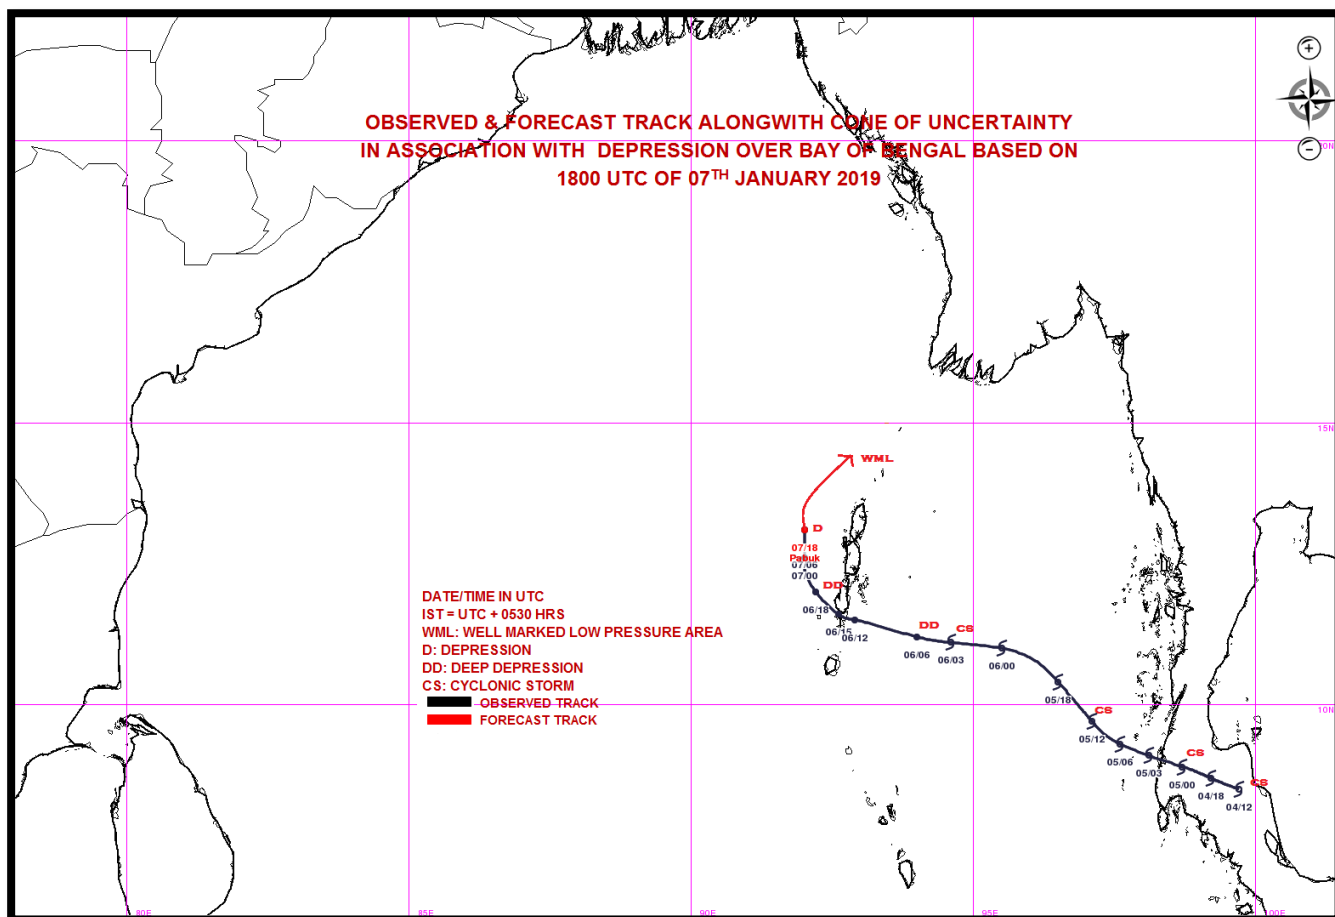 OBSERVED & FORECAST TRACK ALONGWITH CONE OF UNCERTAINTY
IN ASSOCIATION WITH DEPRESSION OVER BAY OF BENGAL BASED ON
1800 UTC OF 07TH JANUARY 2019
20N
15N
WML
D
07/18
Pabuk
07/06
07/00
DD
06/18
06/15
06/12
DD
06/06
CS
06/03
06/00
05/18
CS
05/12
05/06
05/03
CS
05/00
04/18
CS
04/12
10N
DATE/TIME IN UTC
IST = UTC + 0530 HRS
WML: WELL MARKED LOW PRESSURE AREA
D: DEPRESSION
DD: DEEP DEPRESSION
CS: CYCLONIC STORM
OBSERVED TRACK
FORECAST TRACK
80E
85E
90E
95E
100E